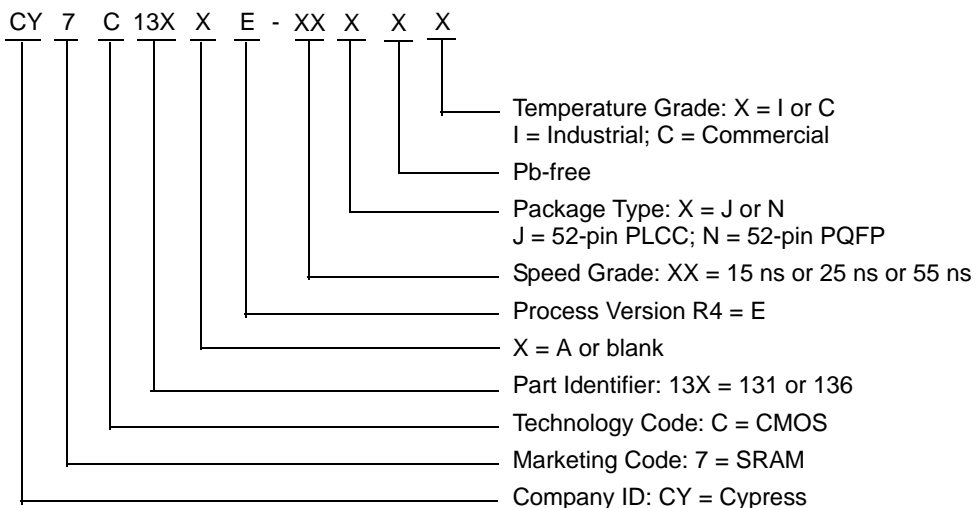 CY 7 C 13X X E - XX X X X
Temperature Grade: X = I or C
I = Industrial; C = Commercial
Pb-free
Package Type: X = J or N
J = 52-pin PLCC; N = 52-pin PQFP
Speed Grade: XX = 15 ns or 25 ns or 55 ns
Process Version R4 = E
X = A or blank
Part Identifier: 13X = 131 or 136
Technology Code: C = CMOS
Marketing Code: 7 = SRAM
Company ID: CY = Cypress